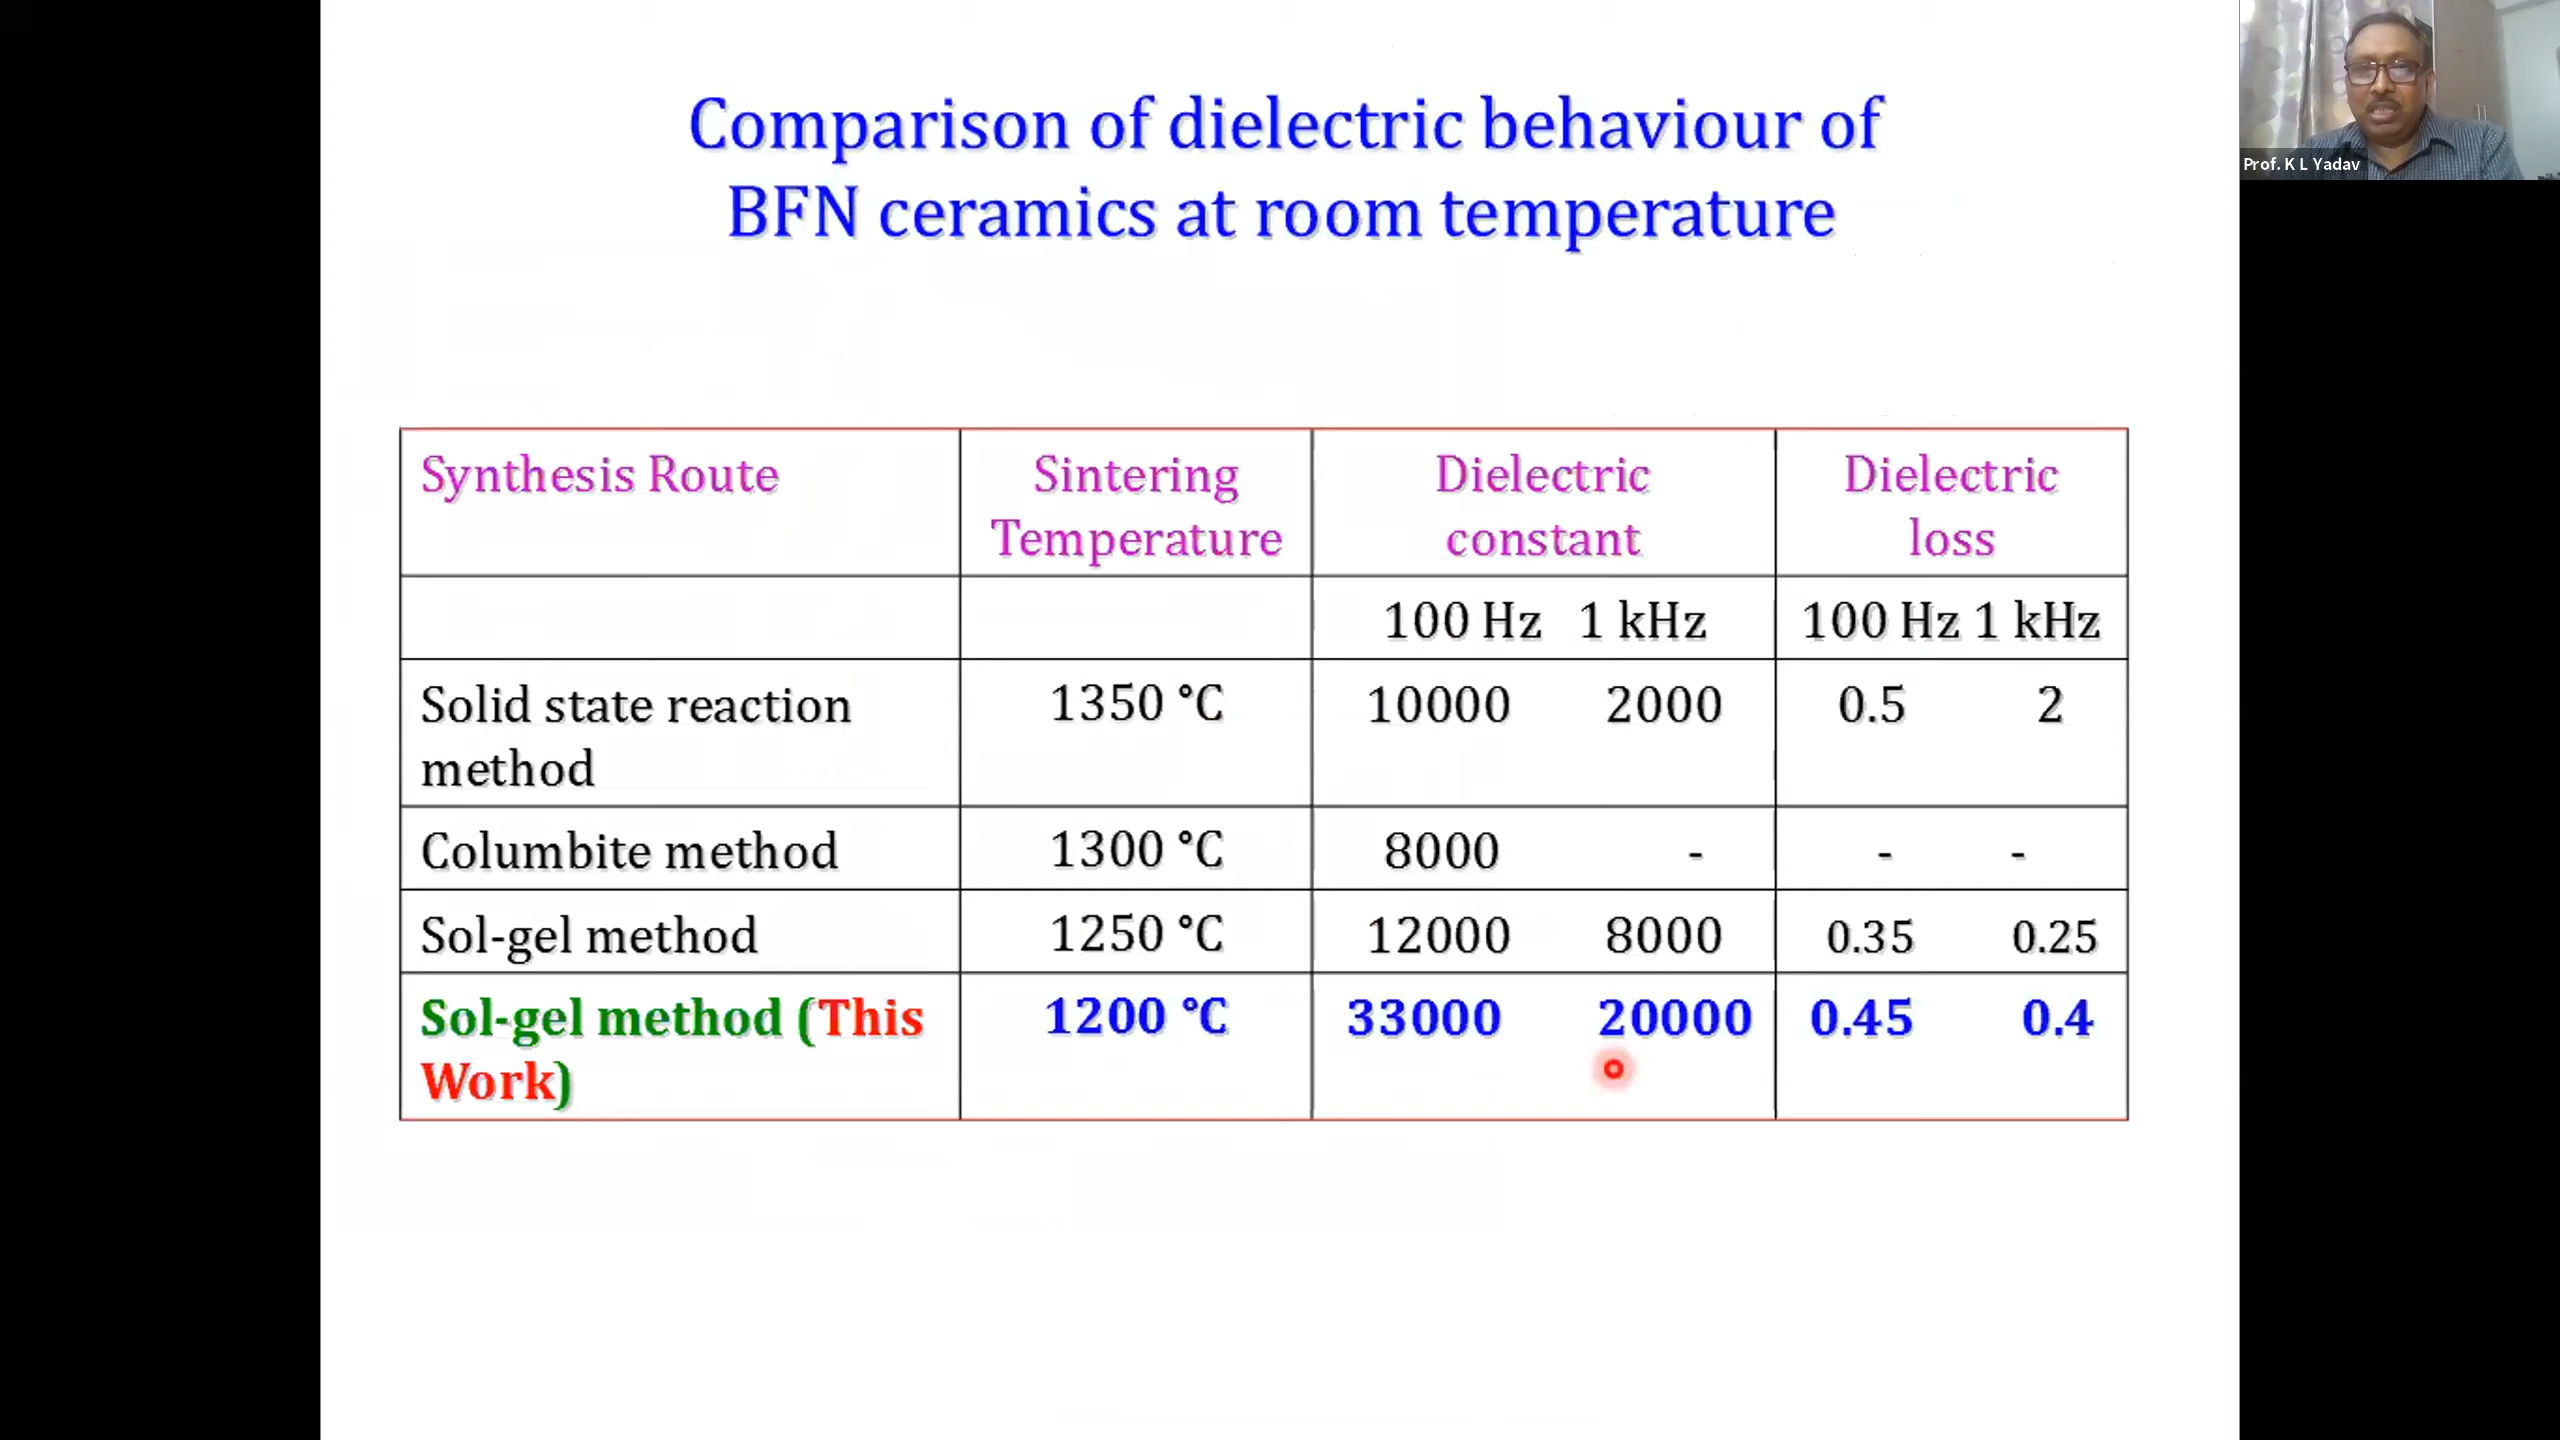 Comparison of dielectric behaviour of
BFN ceramics at room temperature
Prof. K L Yadav
Synthesis Route Sintering Temperature Dielectric constant Dielectric loss
100 Hz 1 kHz 100 Hz 1 kHz
Solid state reaction method 1350 °C 10000 2000 0.5 2
Columbite method 1300 °C 8000 - - -
Sol-gel method 1250 °C 12000 8000 0.35 0.25
Sol-gel method (This Work) 1200 °C 33000 20000 0.45 0.4